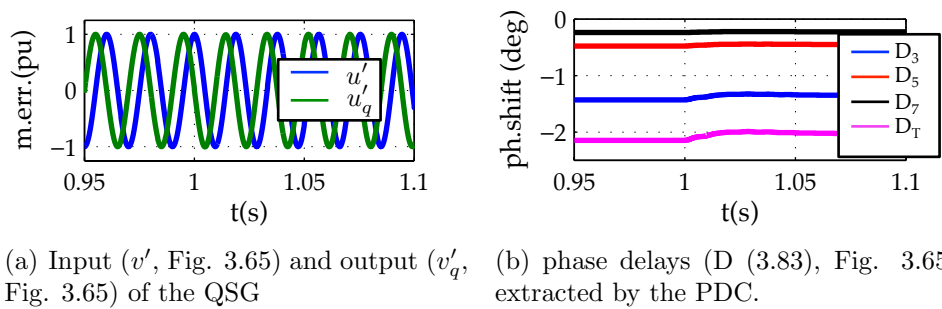 1
0
−1
m.err.(pu)
u′
u′q
0.95
1
1.05
1.1
t(s)
0
−1
−2
ph.shift (deg)
D3
D5
D7
DT
0.95
1
1.05
1.1
t(s)
(a) Input (v′, Fig. 3.65) and output (v′q,
Fig. 3.65) of the QSG
(b) phase delays (D (3.83), Fig. 3.65
extracted by the PDC.